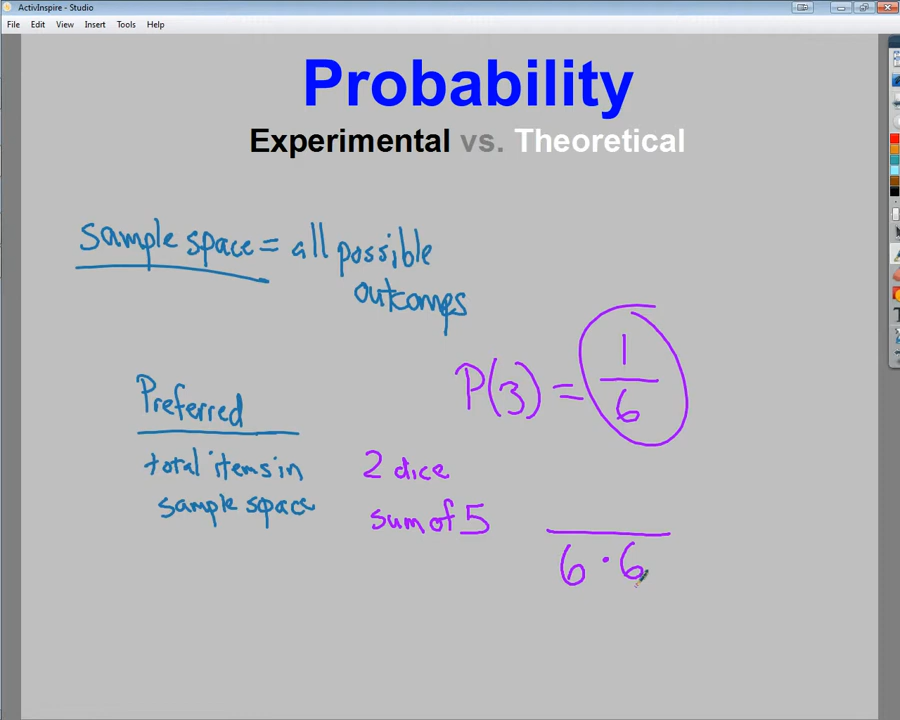 ActivInspire - Studio
File Edit View Insert Tools Help
Probability
Experimental vs. Theoretical
sample space = all possible
outcomes
P(3) = 1/6
Preferred
total items in
sample space
2 dice
sum of 5
6 · 6